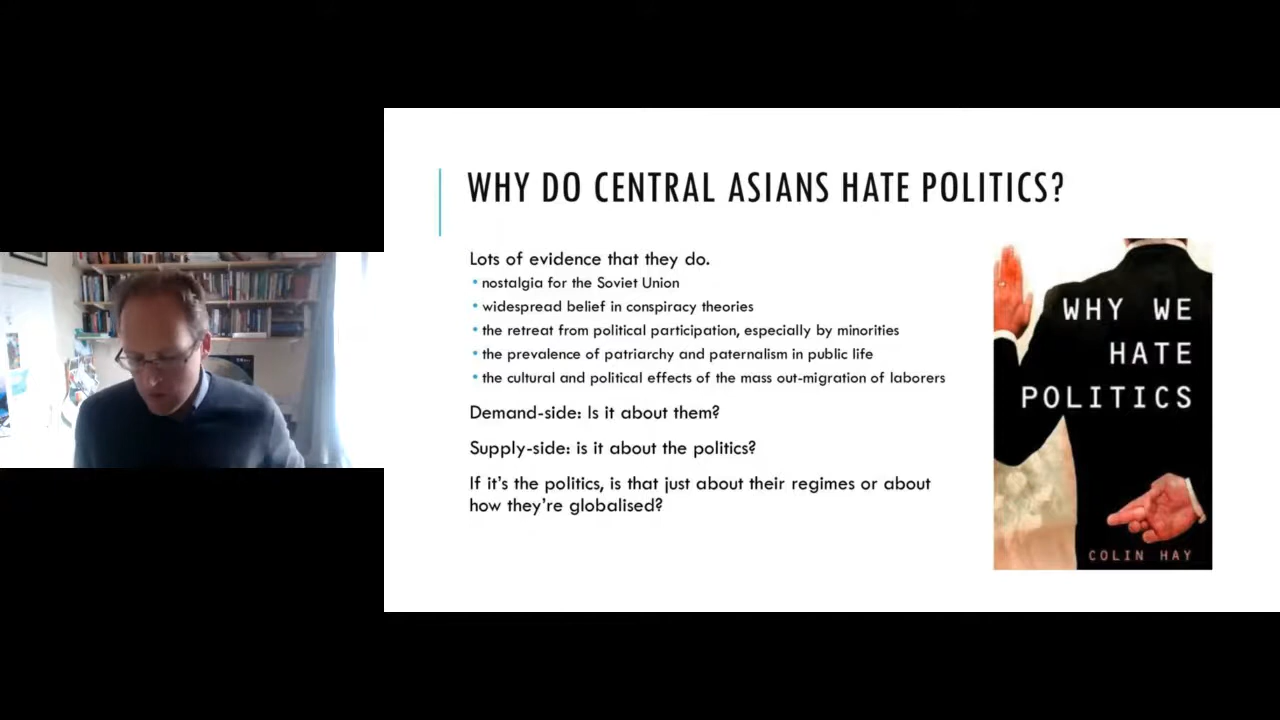 WHY DO CENTRAL ASIANS HATE POLITICS?
Lots of evidence that they do.
• nostalgia for the Soviet Union
• widespread belief in conspiracy theories
• the retreat from political participation, especially by minorities
• the prevalence of patriarchy and paternalism in public life
• the cultural and political effects of the mass out-migration of laborers
Demand-side: Is it about them?
Supply-side: is it about the politics?
If it's the politics, is that just about their regimes or about
how they're globalised?
WHY WE
HATE
POLITICS
COLIN HAY